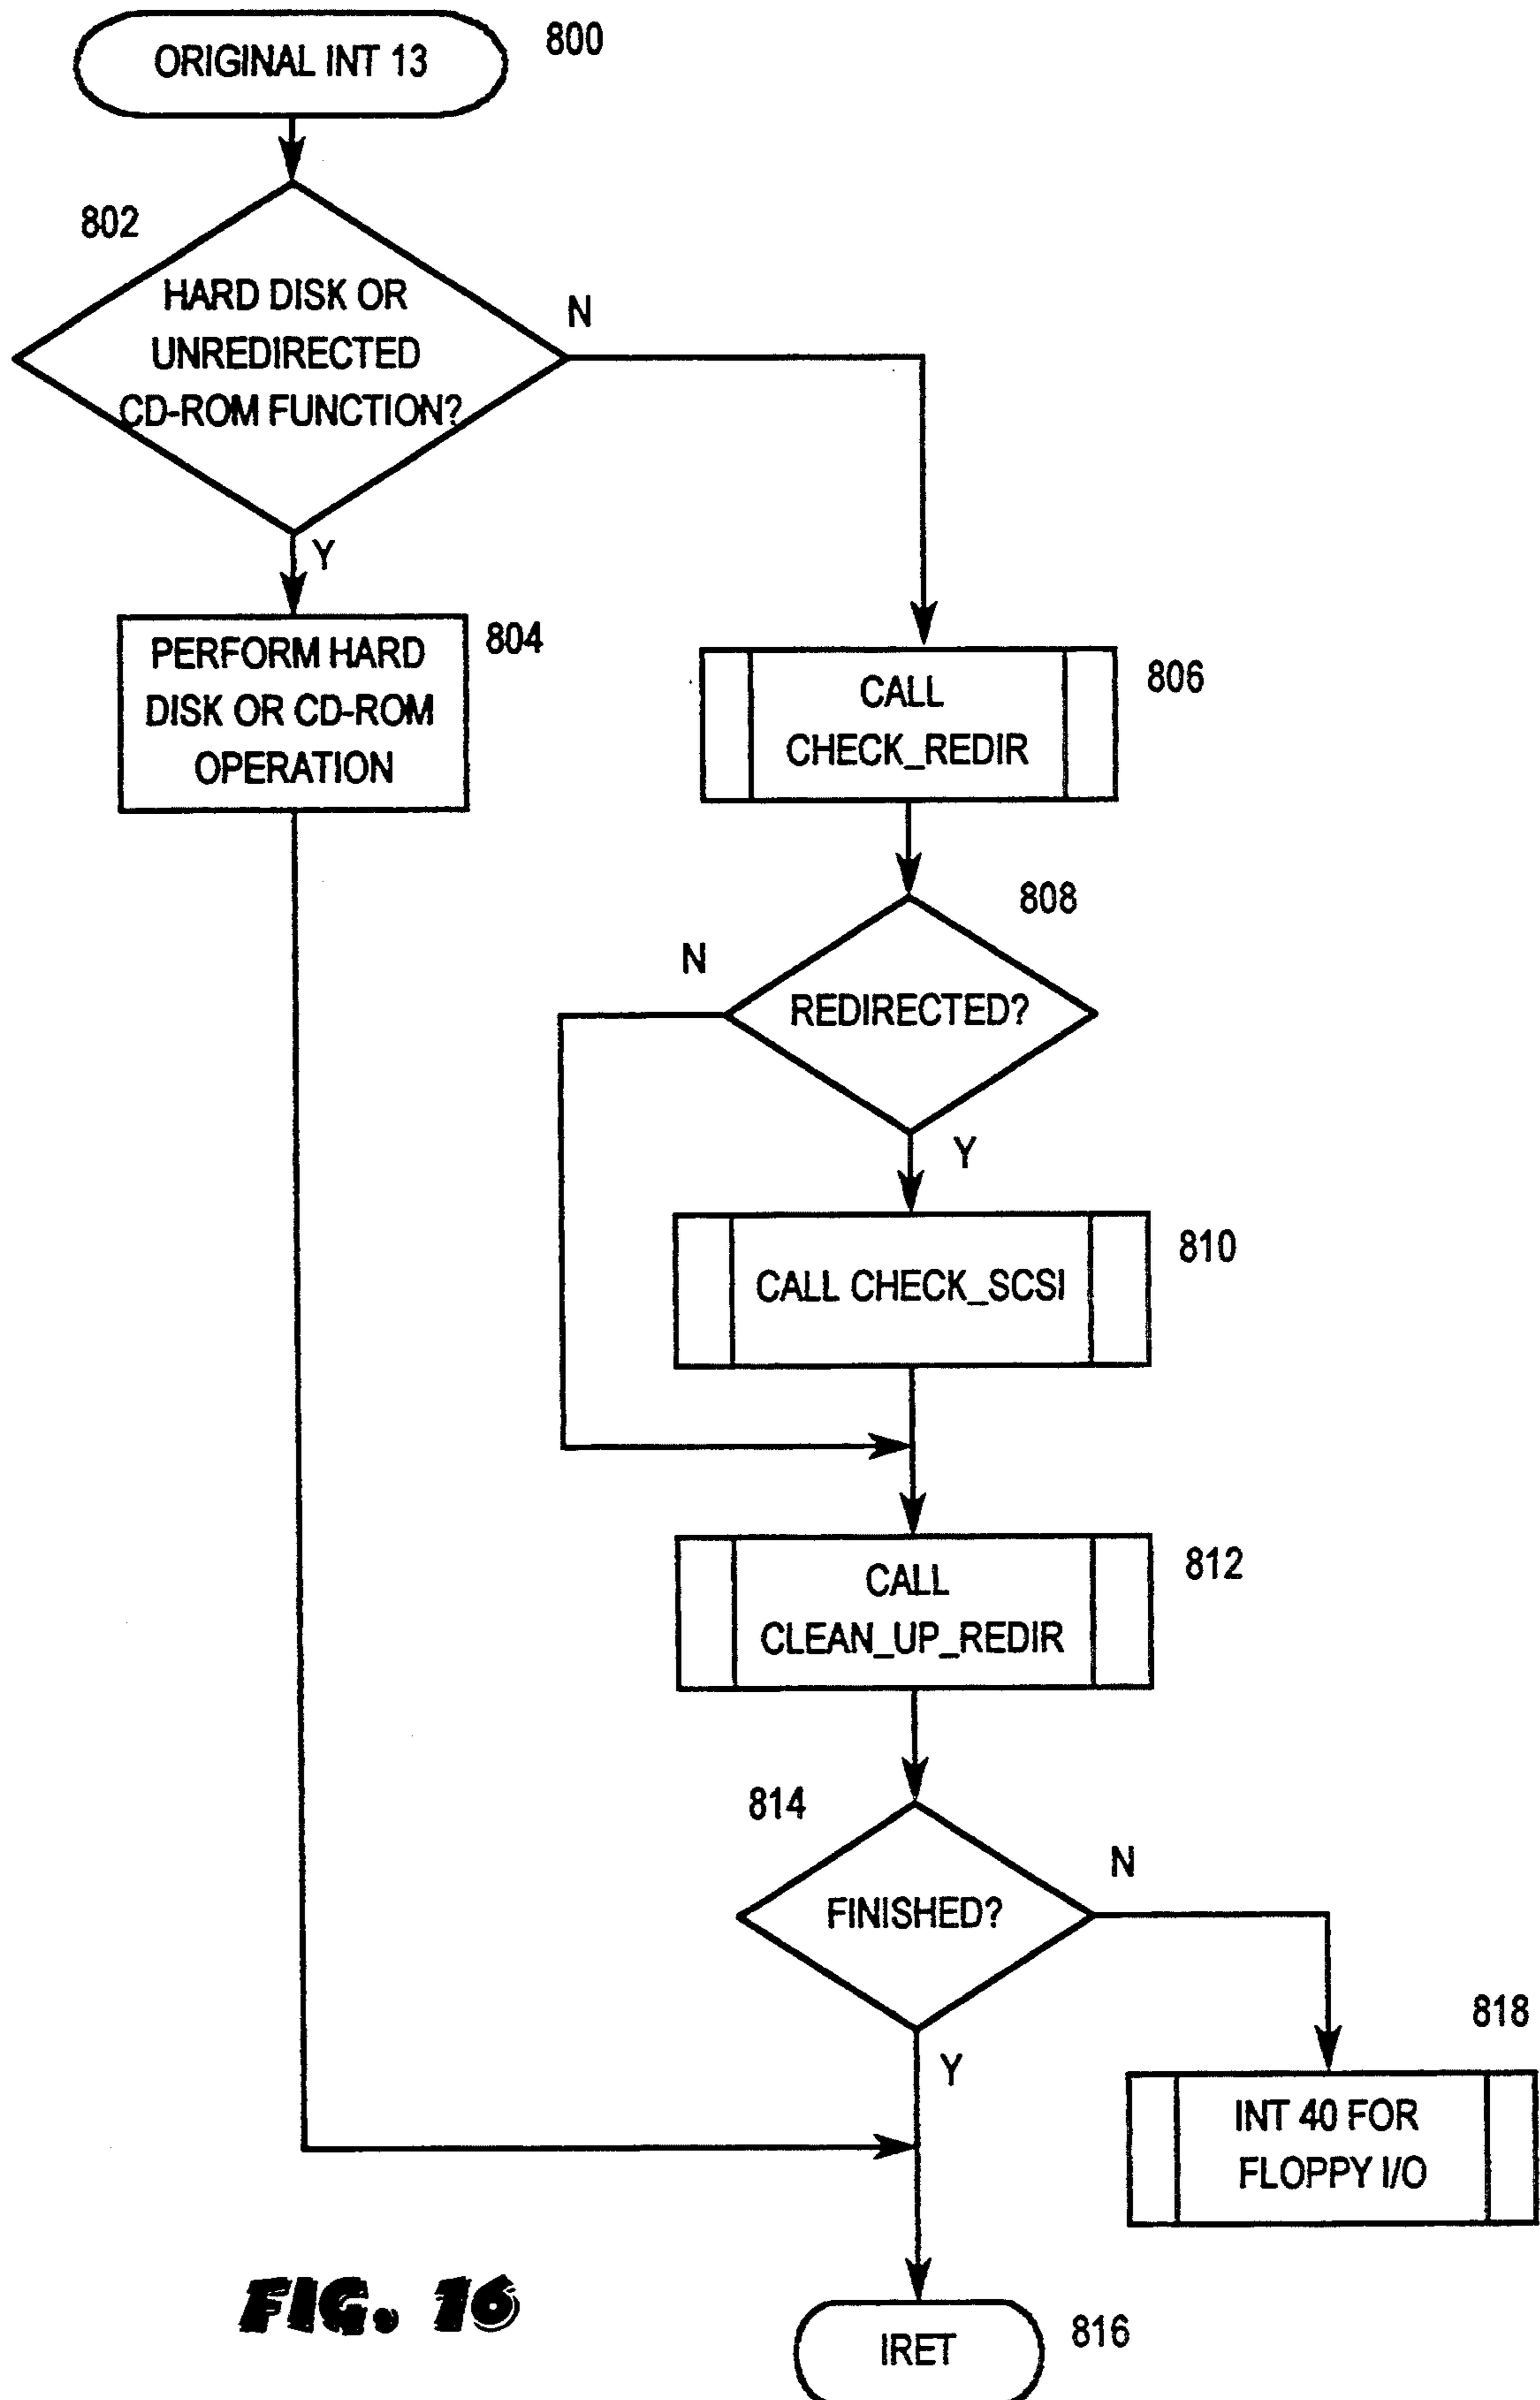 ORIGINAL INT 13
800
802
HARD DISK OR
UNREDIRECTED
CD-ROM FUNCTION?
N
Y
PERFORM HARD
DISK OR CD-ROM
OPERATION
804
CALL
CHECK_REDIR
806
808
N
REDIRECTED?
Y
CALL CHECK_SCSI
810
CALL
CLEAN_UP_REDIR
812
814
FINISHED?
N
Y
818
INT 40 FOR
FLOPPY I/O
IRET
816
FIG. 16